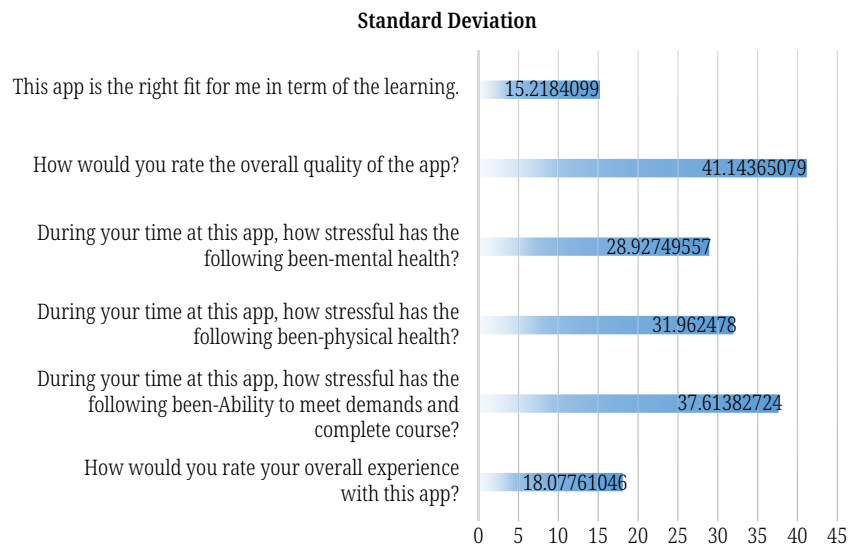 Standard Deviation
This app is the right fit for me in term of the learning.
15.2184099
How would you rate the overall quality of the app?
41.14365079
During your time at this app, how stressful has the
following been-mental health?
28.92749557
During your time at this app, how stressful has the
following been-physical health?
31.962478
During your time at this app, how stressful has the
following been-Ability to meet demands and
complete course?
37.61382724
How would you rate your overall experience
with this app?
18.07761046
0 5 10 15 20 25 30 35 40 45